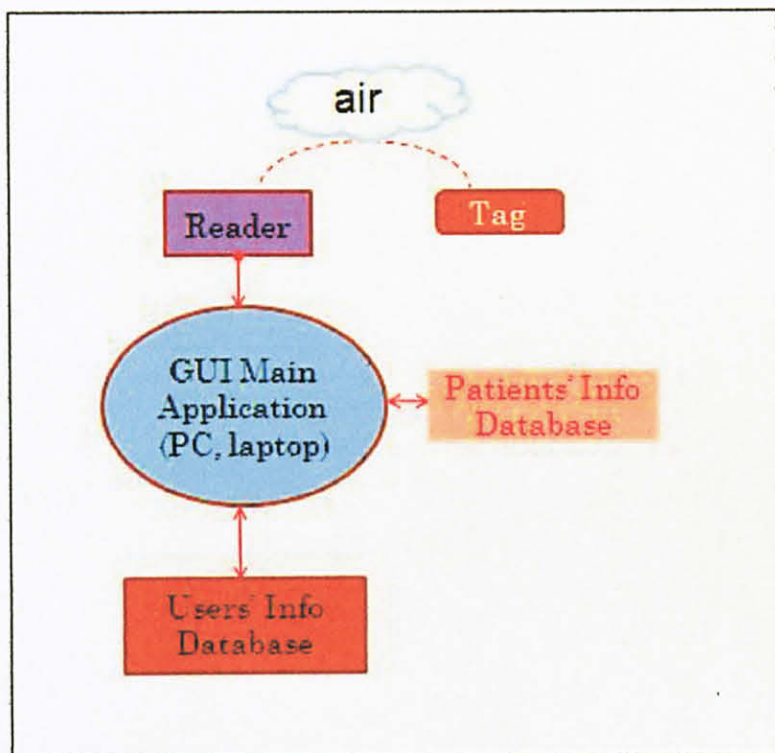 air
Reader
Tag
GUI Main
Application
(PC, laptop)
Patients' Info
Database
Users' Info
Database